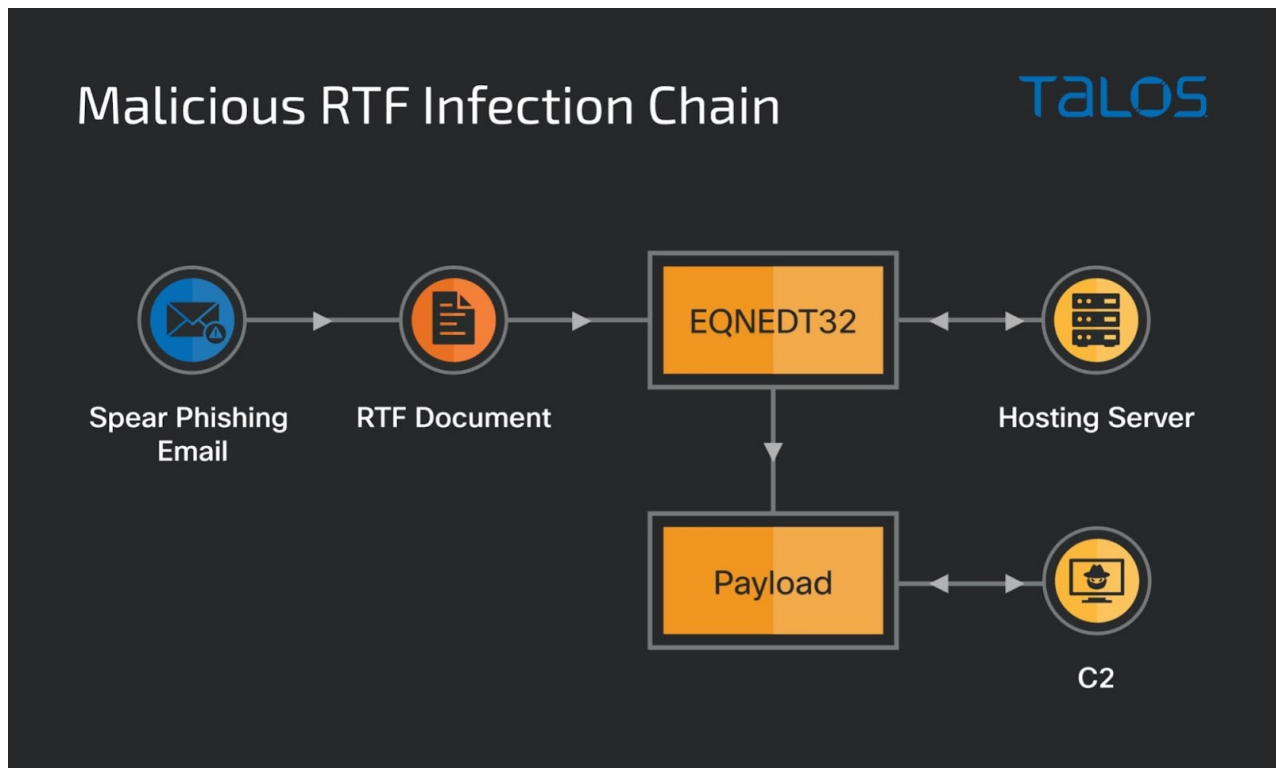 Malicious RTF Infection Chain
TALOS
EQNEDT32
Spear Phishing
Email
RTF Document
Hosting Server
Payload
C2